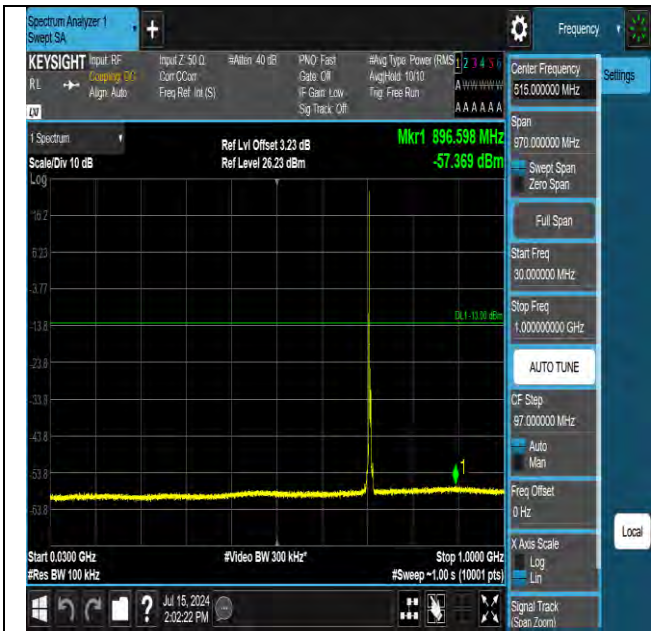 Spectrum Analyzer 1
Swept SA
+
Frequency
KEYSIGHT
RL
Input: RF
Coupling: DC
Align: Auto
Input Z: 50 Ω
Corr CCorr
Freq Ref: Int (S)
#Atten: 40 dB
PNO: Fast
Gate: Off
IF Gain: Low
Sig Track: Off
#Avg Type: Power (RMS
Avg|Hold: 10/10
Trig: Free Run
1 2 3 4 5 6
A W W W W W
A A A A A A
1 Spectrum
Scale/Div 10 dB
Log
Ref Lvl Offset 3.23 dB
Ref Level 26.23 dBm
Mkr1 896.598 MHz
-57.369 dBm
16.2
6.23
-3.77
-13.8
-23.8
-33.8
-43.8
-53.8
-63.8
DL1 -13.00 dBm
1
Start 0.0300 GHz
#Res BW 100 kHz
#Video BW 300 kHz*
Stop 1.0000 GHz
#Sweep ~1.00 s (10001 pts)
?
Jul 15, 2024
2:02:22 PM
Center Frequency
515.000000 MHz
Settings
Span
970.000000 MHz
Swept Span
Zero Span
Full Span
Start Freq
30.000000 MHz
Stop Freq
1.000000000 GHz
AUTO TUNE
CF Step
97.000000 MHz
Auto
Man
Freq Offset
0 Hz
X Axis Scale
Log
Lin
Local
Signal Track
(Span Zoom)